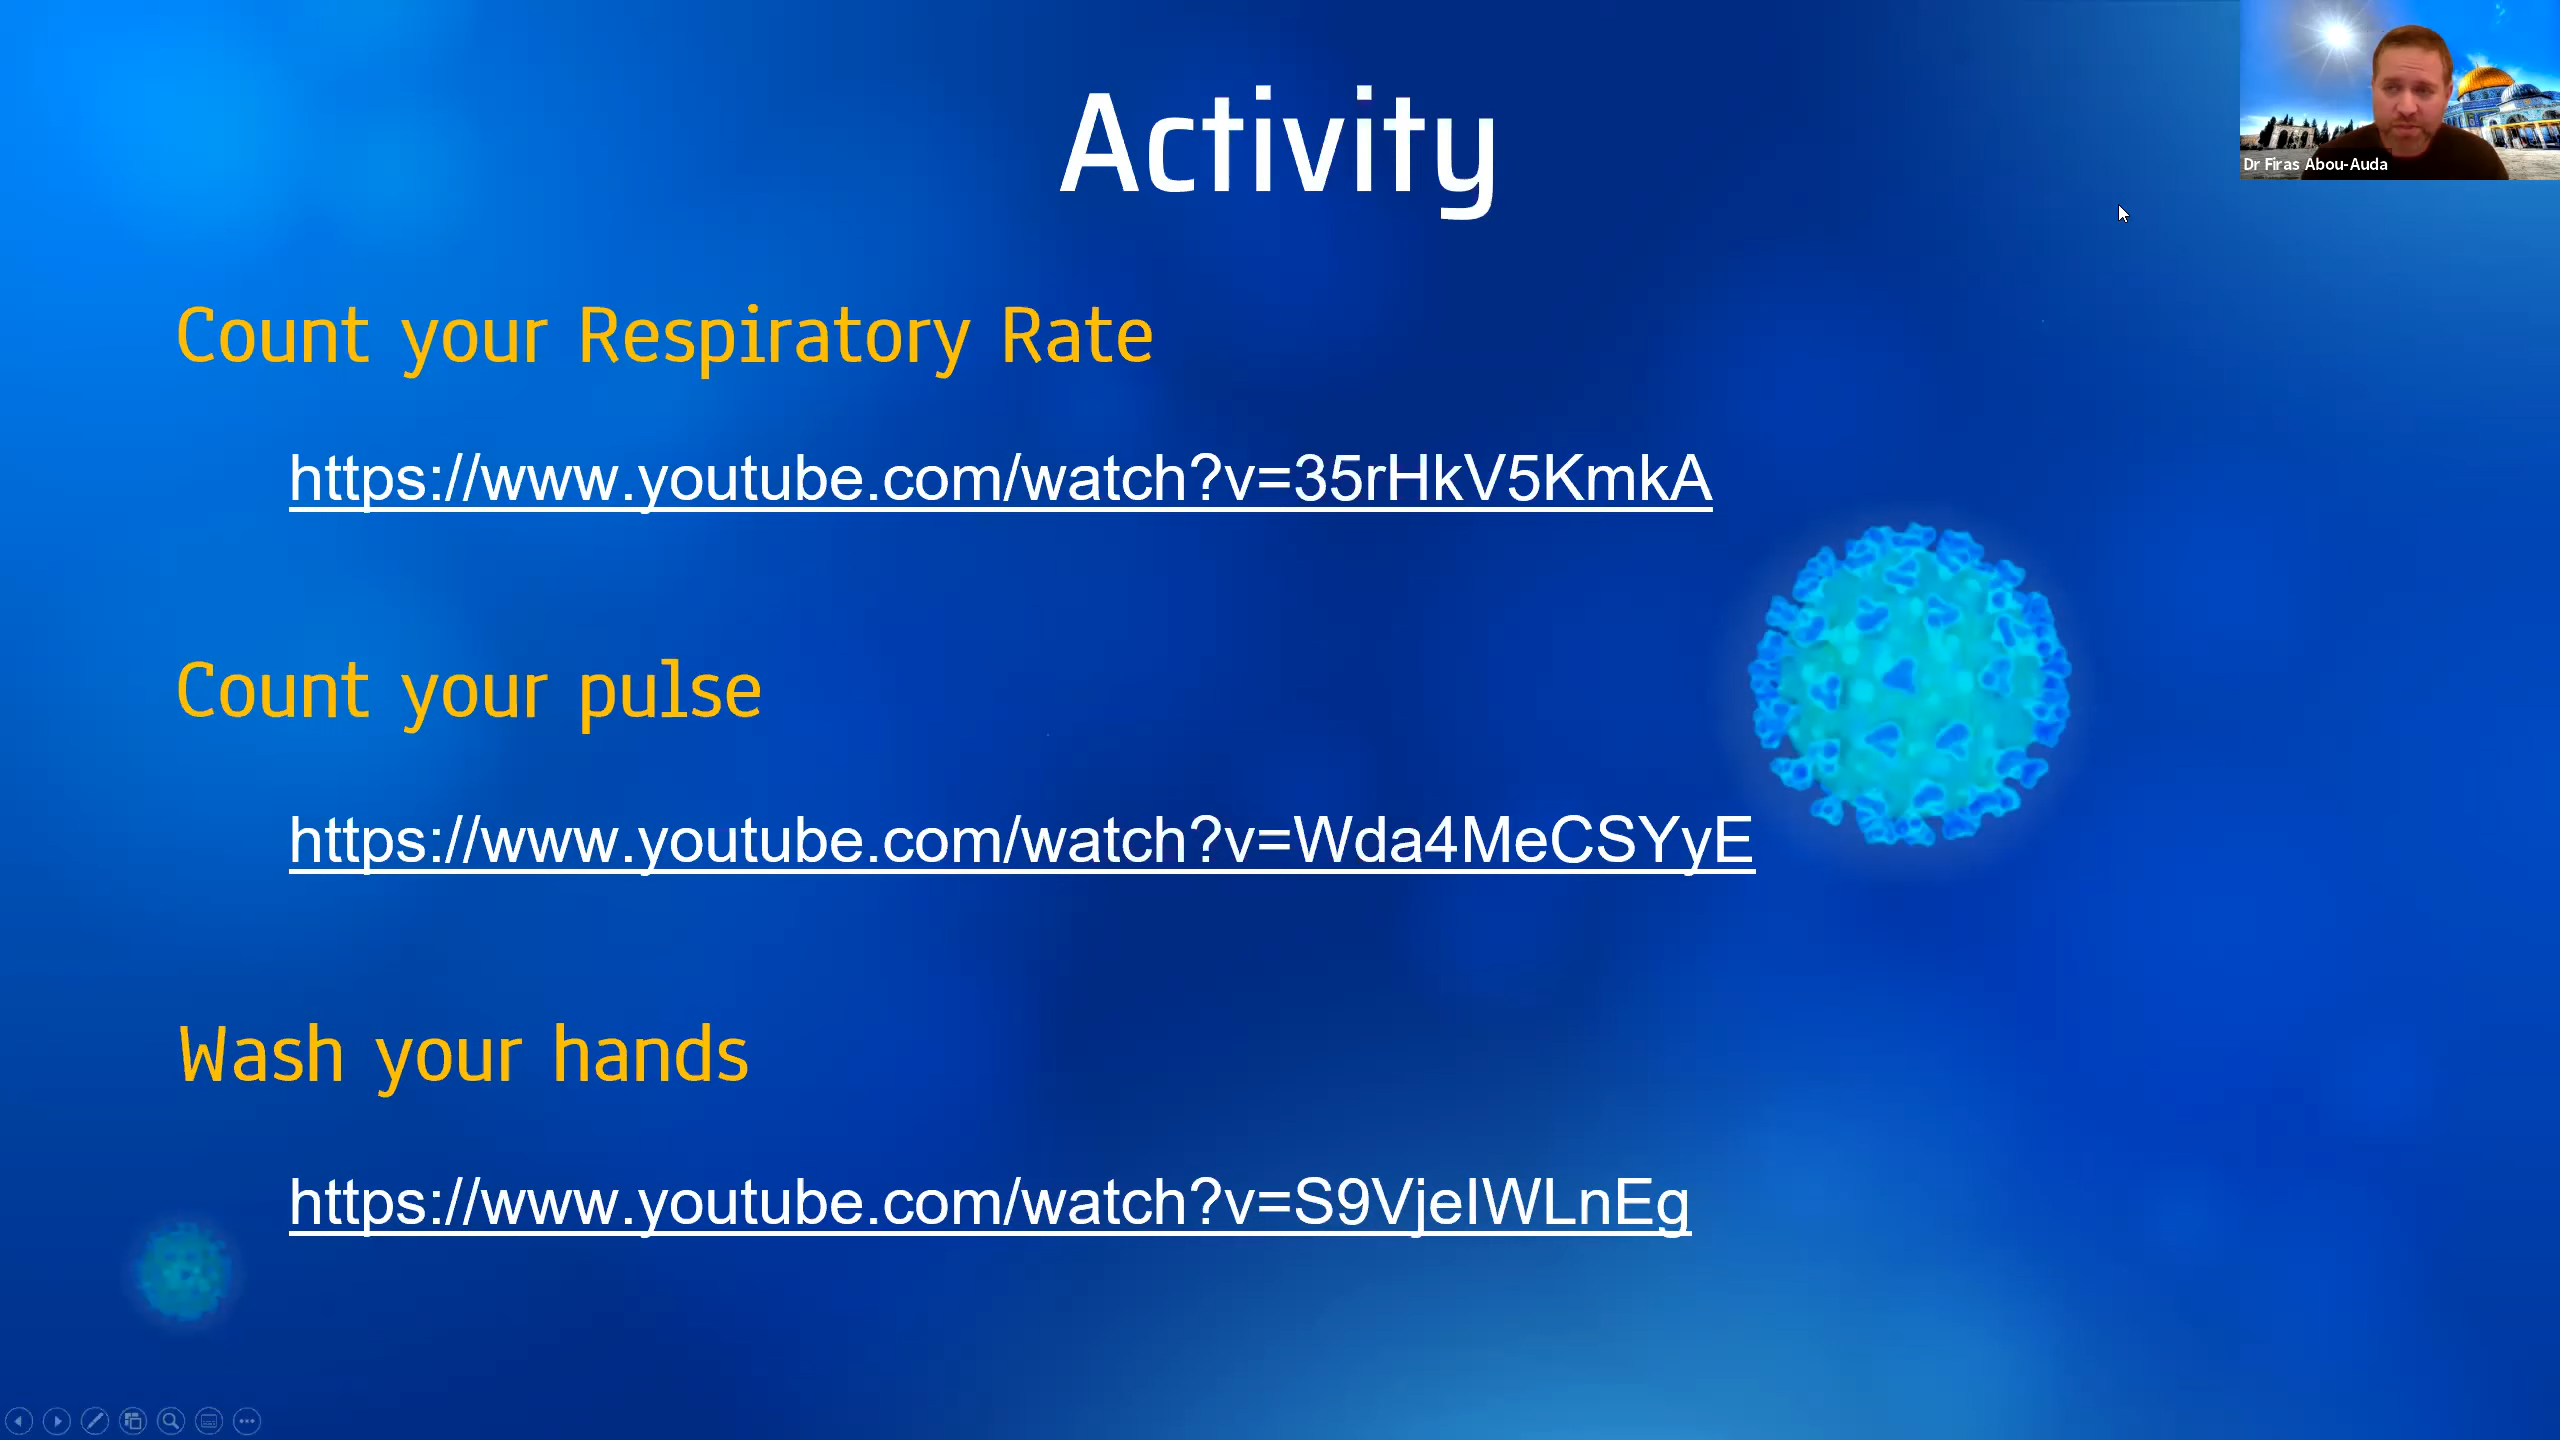 Activity
Dr Firas Abou-Auda
Count your Respiratory Rate
https://www.youtube.com/watch?v=35rHkV5KmkA
Count your pulse
https://www.youtube.com/watch?v=Wda4MeCSYyE
Wash your hands
https://www.youtube.com/watch?v=S9VjeIWLnEg